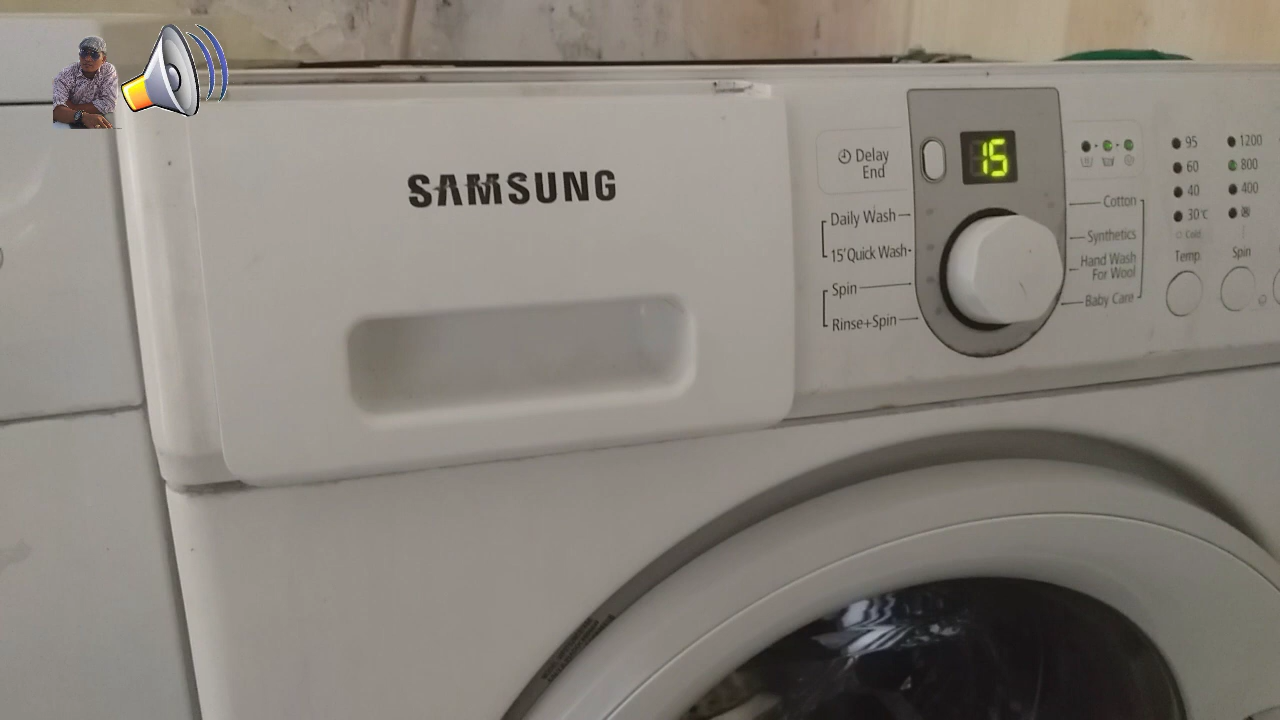 SAMSUNG
Delay
End
15
Daily Wash
15'Quick Wash
Spin
Rinse+Spin
Cotton
Synthetics
Hand Wash
For Wool
Baby Care
95
60
40
30℃
Cold
Temp.
1200
800
400
Spin